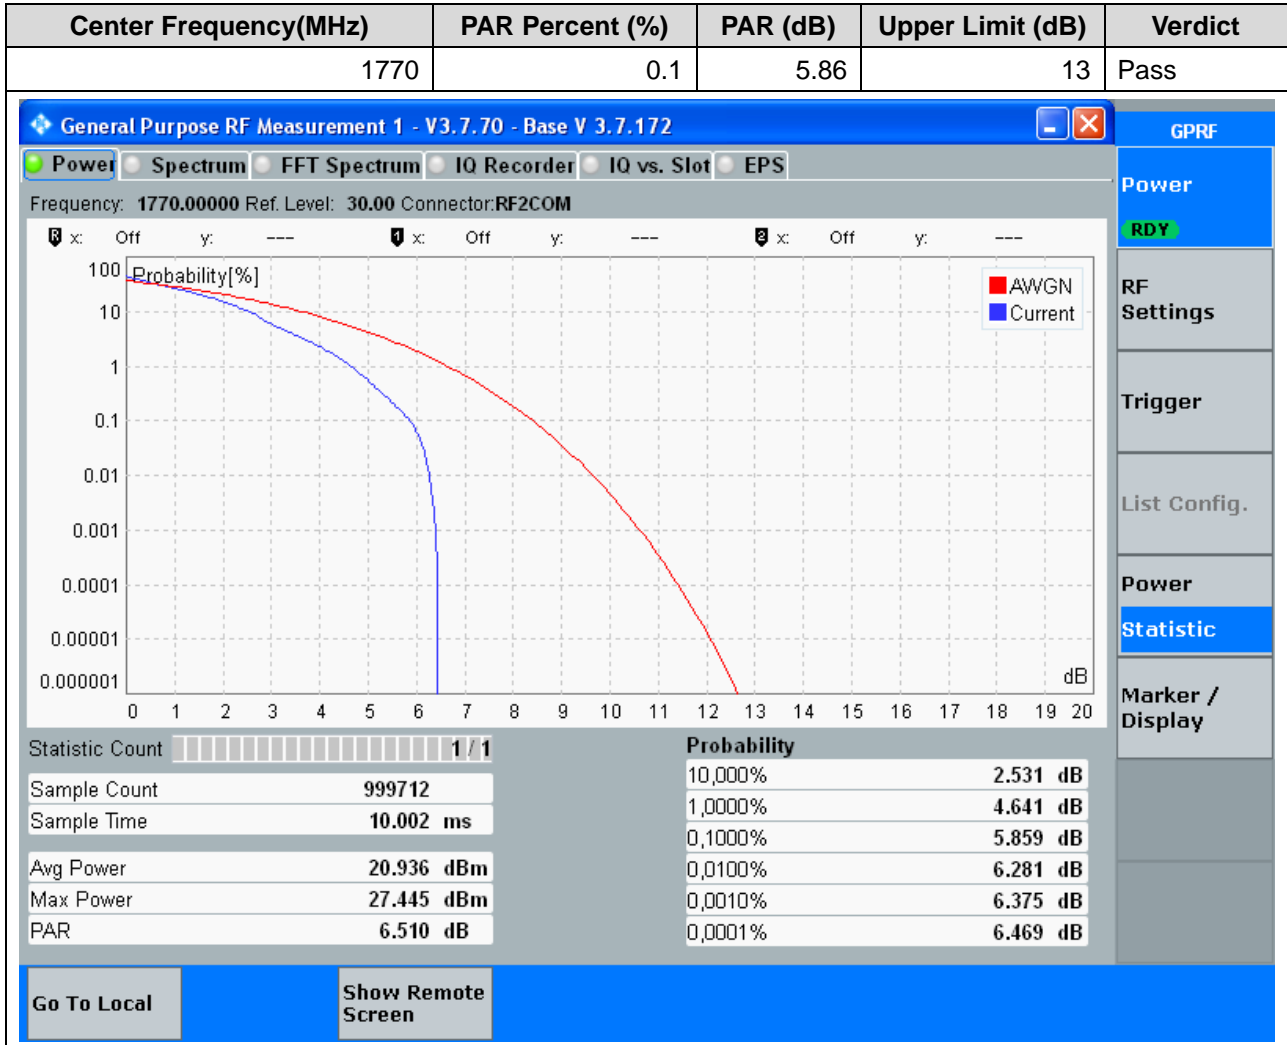 Center Frequency(MHz) PAR Percent (%) PAR (dB) Upper Limit (dB) Verdict
1770 0.1 5.86 13 Pass
General Purpose RF Measurement 1 - V3.7.70 - Base V 3.7.172
GPRF
Power Spectrum FFT Spectrum IQ Recorder IQ vs. Slot EPS
Power
RDY
Frequency: 1770.00000 Ref. Level: 30.00 Connector:RF2COM
R x: Off y: --- 1 x: Off y: --- 2 x: Off y: ---
Probability[%]
100
10
1
0.1
0.01
0.001
0.0001
0.00001
0.000001
AWGN
Current
dB
0 1 2 3 4 5 6 7 8 9 10 11 12 13 14 15 16 17 18 19 20
RF
Settings
Trigger
List Config.
Power
Statistic
Marker /
Display
Statistic Count 1 / 1
Sample Count 999712
Sample Time 10.002 ms
Avg Power 20.936 dBm
Max Power 27.445 dBm
PAR 6.510 dB
Probability
10,000% 2.531 dB
1,0000% 4.641 dB
0,1000% 5.859 dB
0,0100% 6.281 dB
0,0010% 6.375 dB
0,0001% 6.469 dB
Go To Local
Show Remote
Screen